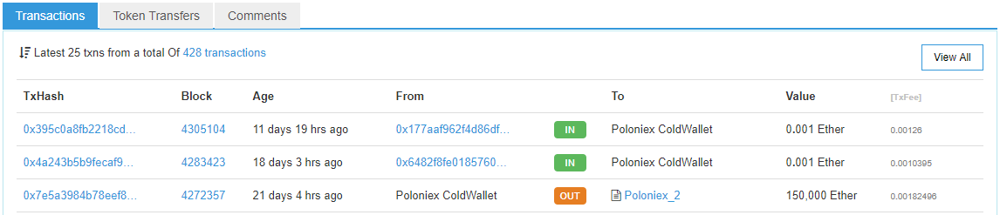 Transactions Token Transfers Comments
Latest 25 txns from a total Of 428 transactions
View All
TxHash Block Age From To Value [TxFee]
0x395c0a8fb2218cd... 4305104 11 days 19 hrs ago 0x177aaf962f4d86df... IN Poloniex ColdWallet 0.001 Ether 0.00126
0x4a243b5b9fecaf9... 4283423 18 days 3 hrs ago 0x6482f8fe0185760... IN Poloniex ColdWallet 0.001 Ether 0.0010395
0x7e5a3984b78eef8... 4272357 21 days 4 hrs ago Poloniex ColdWallet OUT Poloniex_2 150,000 Ether 0.00182496